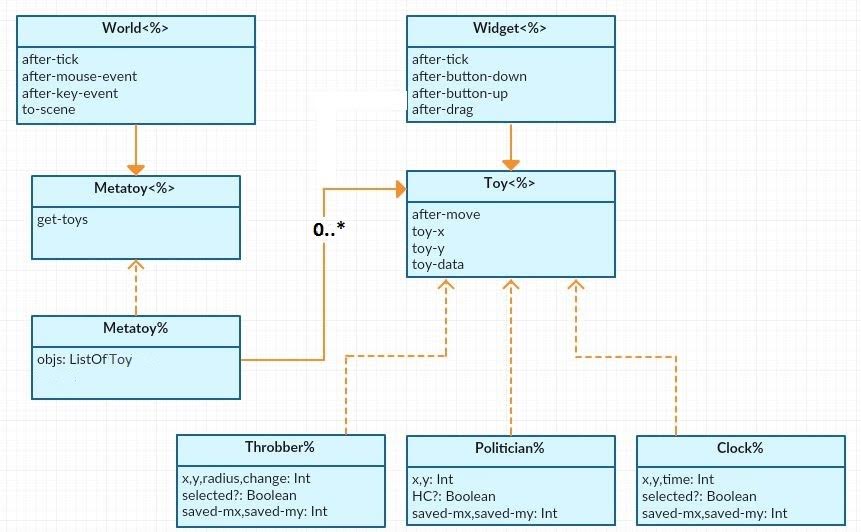 World<%>
after-tick
after-mouse-event
after-key-event
to-scene
Widget<%>
after-tick
after-button-down
after-button-up
after-drag
Metatoy<%>
get-toys
Toy<%>
after-move
toy-x
toy-y
toy-data
0..*
Metatoy%
objs: ListOfToy
Throbber%
x,y,radius,change: Int
selected?: Boolean
saved-mx,saved-my: Int
Politician%
x,y: Int
HC?: Boolean
saved-mx,saved-my: Int
Clock%
x,y,time: Int
selected?: Boolean
saved-mx,saved-my: Int